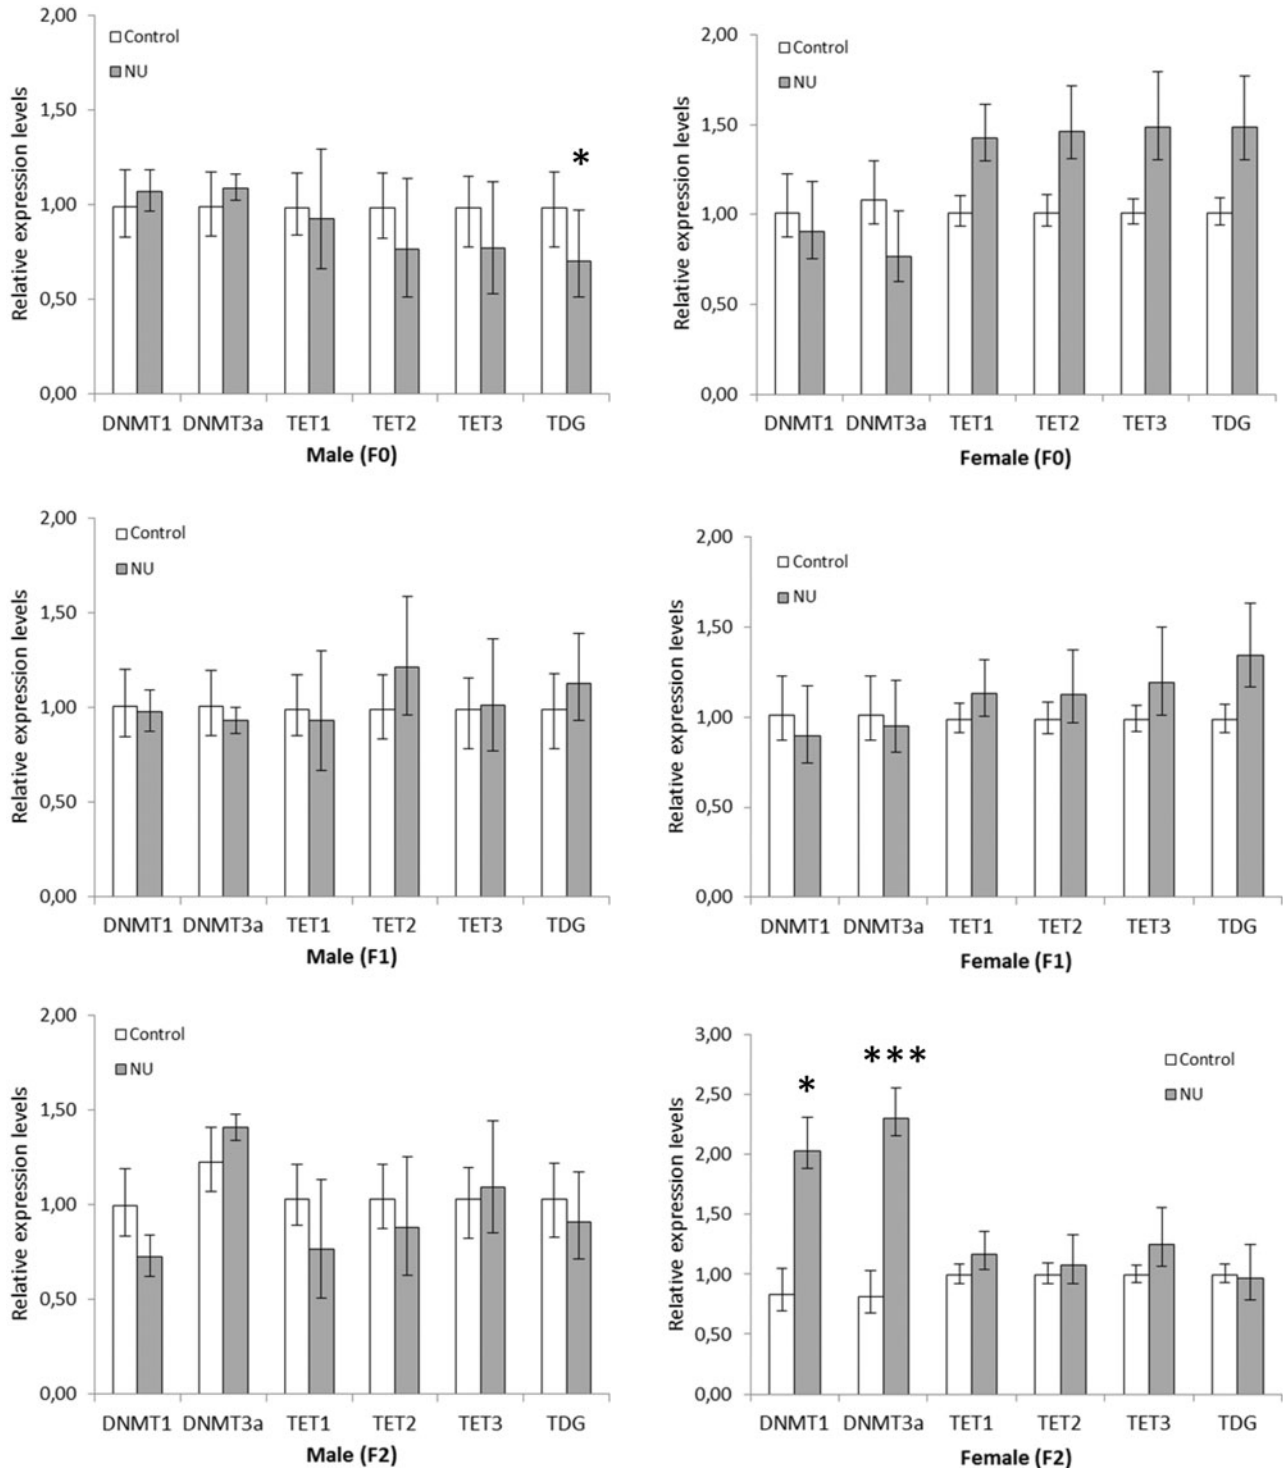 Relative expression levels
2,00
1,50
1,00
0,50
0,00
Control
NU
*
DNMT1 DNMT3a TET1 TET2 TET3 TDG
Male (F0)
Relative expression levels
2,00
1,50
1,00
0,50
0,00
Control
NU
DNMT1 DNMT3a TET1 TET2 TET3 TDG
Female (F0)
Relative expression levels
2,00
1,50
1,00
0,50
0,00
Control
NU
DNMT1 DNMT3a TET1 TET2 TET3 TDG
Male (F1)
Relative expression levels
2,00
1,50
1,00
0,50
0,00
Control
NU
DNMT1 DNMT3a TET1 TET2 TET3 TDG
Female (F1)
Relative expression levels
2,00
1,50
1,00
0,50
0,00
Control
NU
DNMT1 DNMT3a TET1 TET2 TET3 TDG
Male (F2)
Relative expression levels
3,00
2,50
2,00
1,50
1,00
0,50
0,00
*
***
Control
NU
DNMT1 DNMT3a TET1 TET2 TET3 TDG
Female (F2)